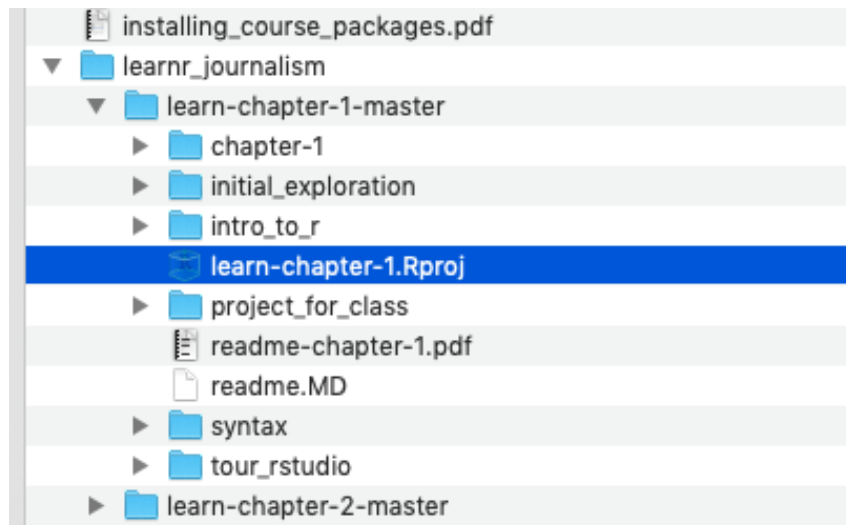 installing_course_packages.pdf
learnr_journalism
learn-chapter-1-master
chapter-1
initial_exploration
intro_to_r
learn-chapter-1.Rproj
project_for_class
readme-chapter-1.pdf
readme.MD
syntax
tour_rstudio
learn-chapter-2-master